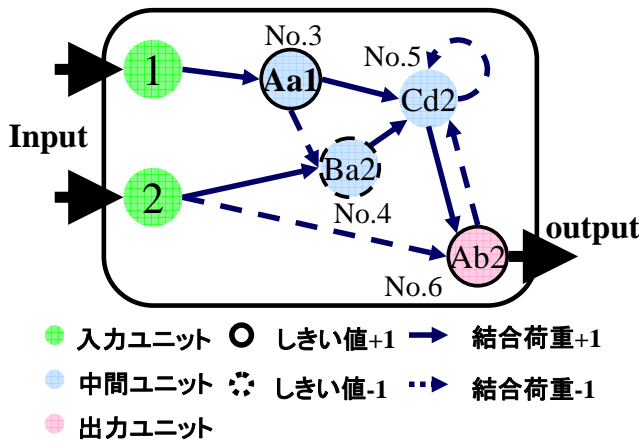 No.3
1
Aa1
No.5
Cd2
Input
Ba2
2
No.4
output
Ab2
No.6
入力ユニット しきい値+1 結合荷重+1
中間ユニット しきい値-1 結合荷重-1
出力ユニット